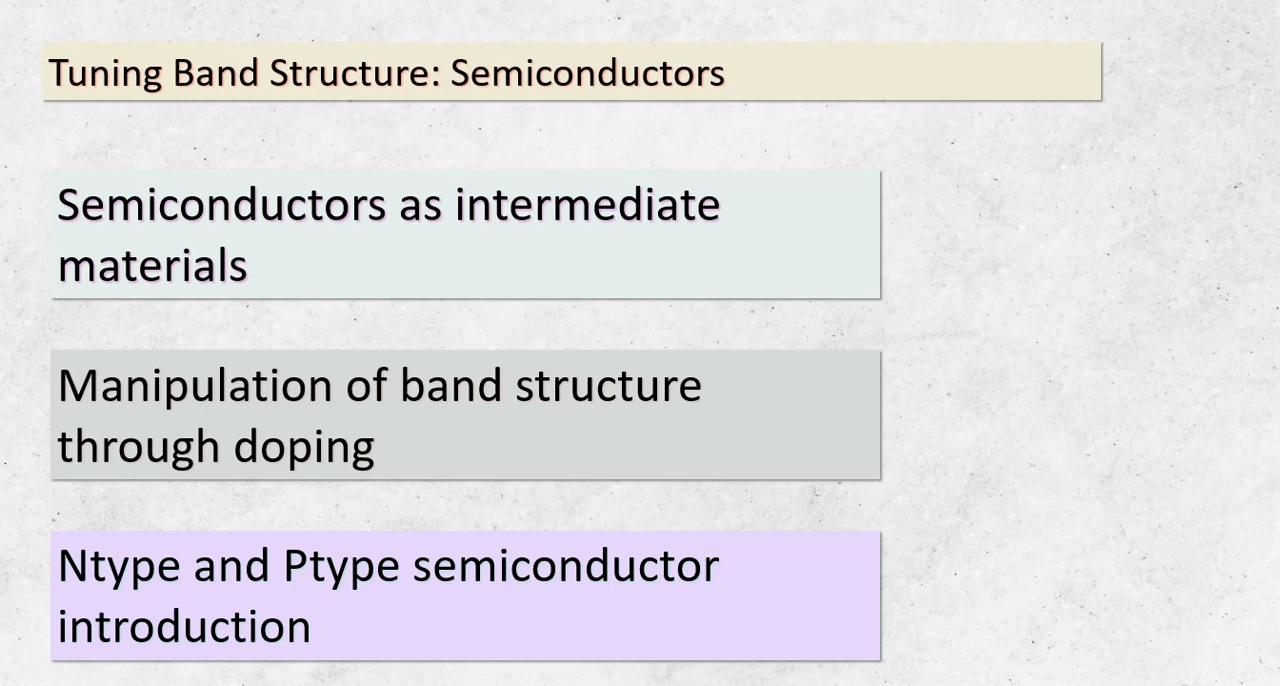 Tuning Band Structure: Semiconductors
Semiconductors as intermediate
materials
Manipulation of band structure
through doping
Ntype and Ptype semiconductor
introduction